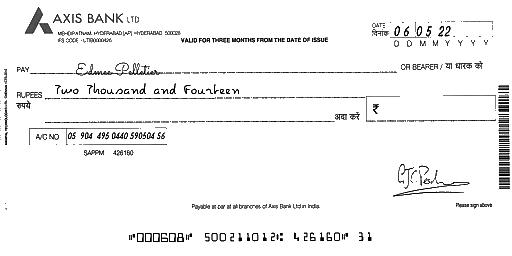 AXIS BANK LTD
MEHDIPATNAM, HYDERABAD [AP] - HYDERABAD 500028
IFS CODE - UTIB0000426
VALID FOR THREE MONTHS FROM THE DATE OF ISSUE
DATE
दिनांक 06 05 22
D D M M Y Y Y Y
PAY Edmee Pelletier OR BEARER / या धारक को
RUPEES Two Thousand and Fourteen
रुपये अदा करें ₹
A/C NO 05 904 495 0440 590504 56
SAPPM 426160
Payable at par at all branches of Axis Bank Ltd in India.
Please sign above
"000608" 500211012: 426160" 31